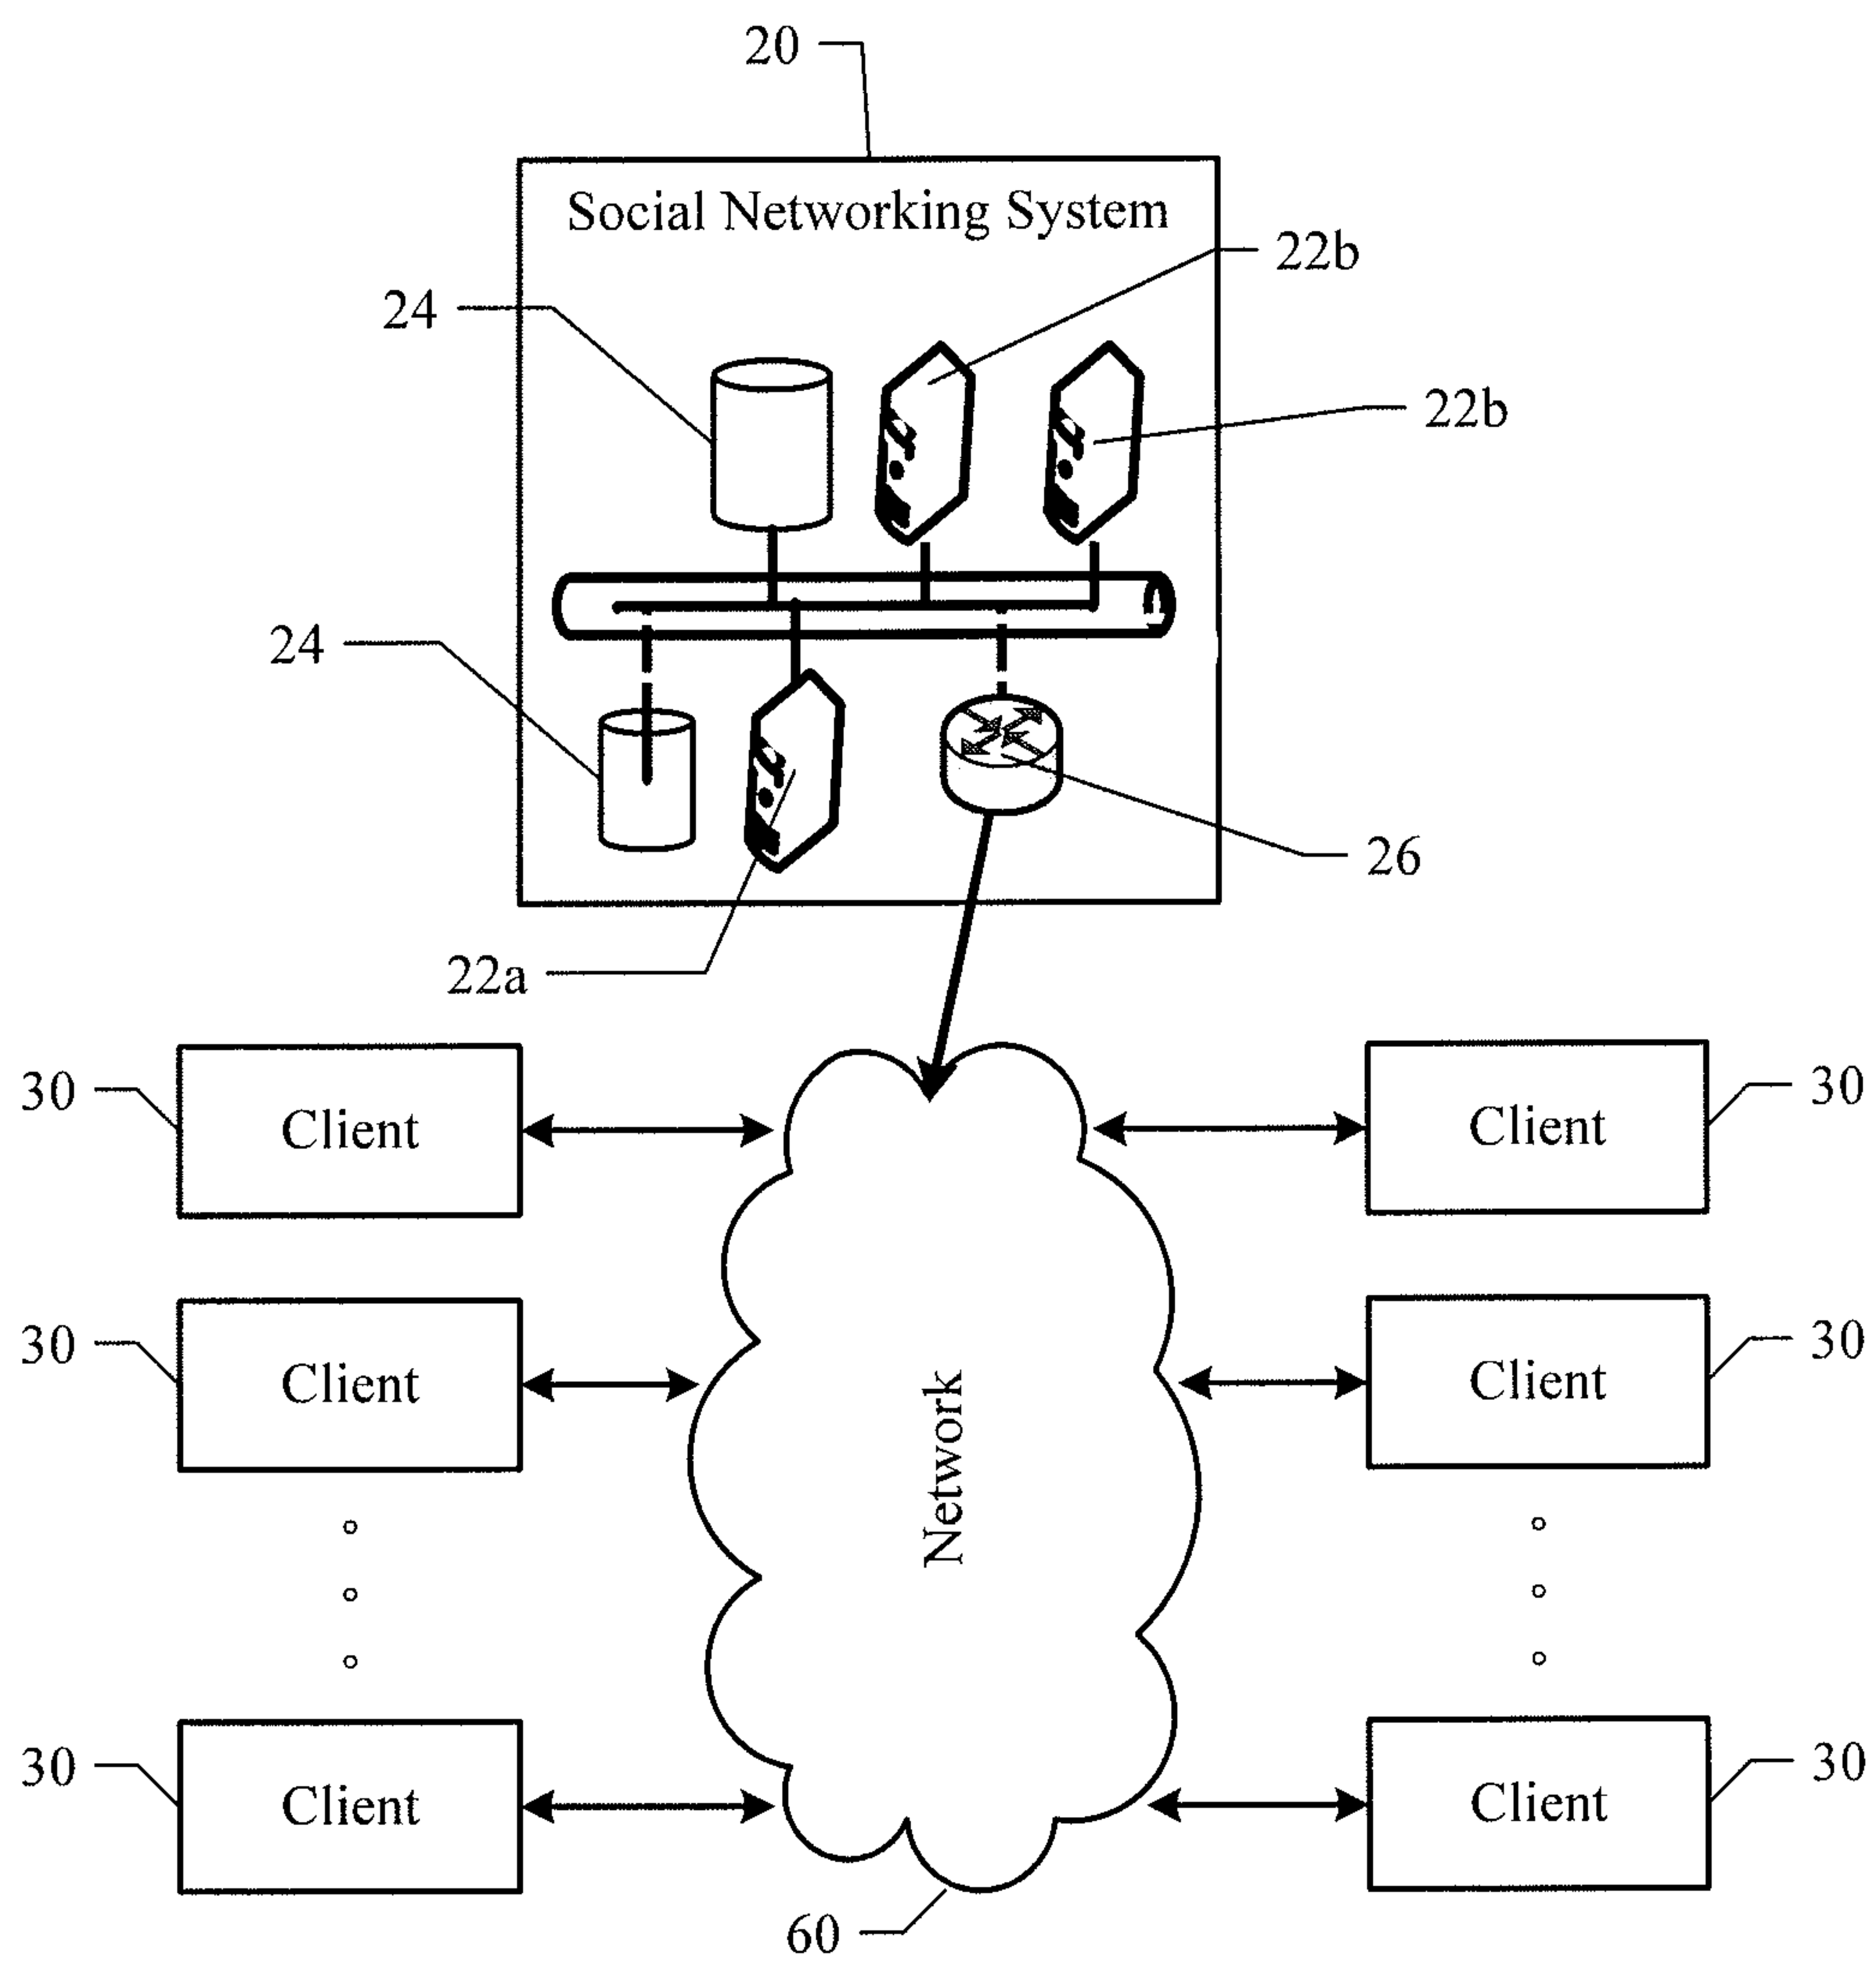 20
Social Networking System
22b
24
22b
24
26
22a
30
Client
Client
30
30
Client
Client
30
Network
30
Client
Client
30
60